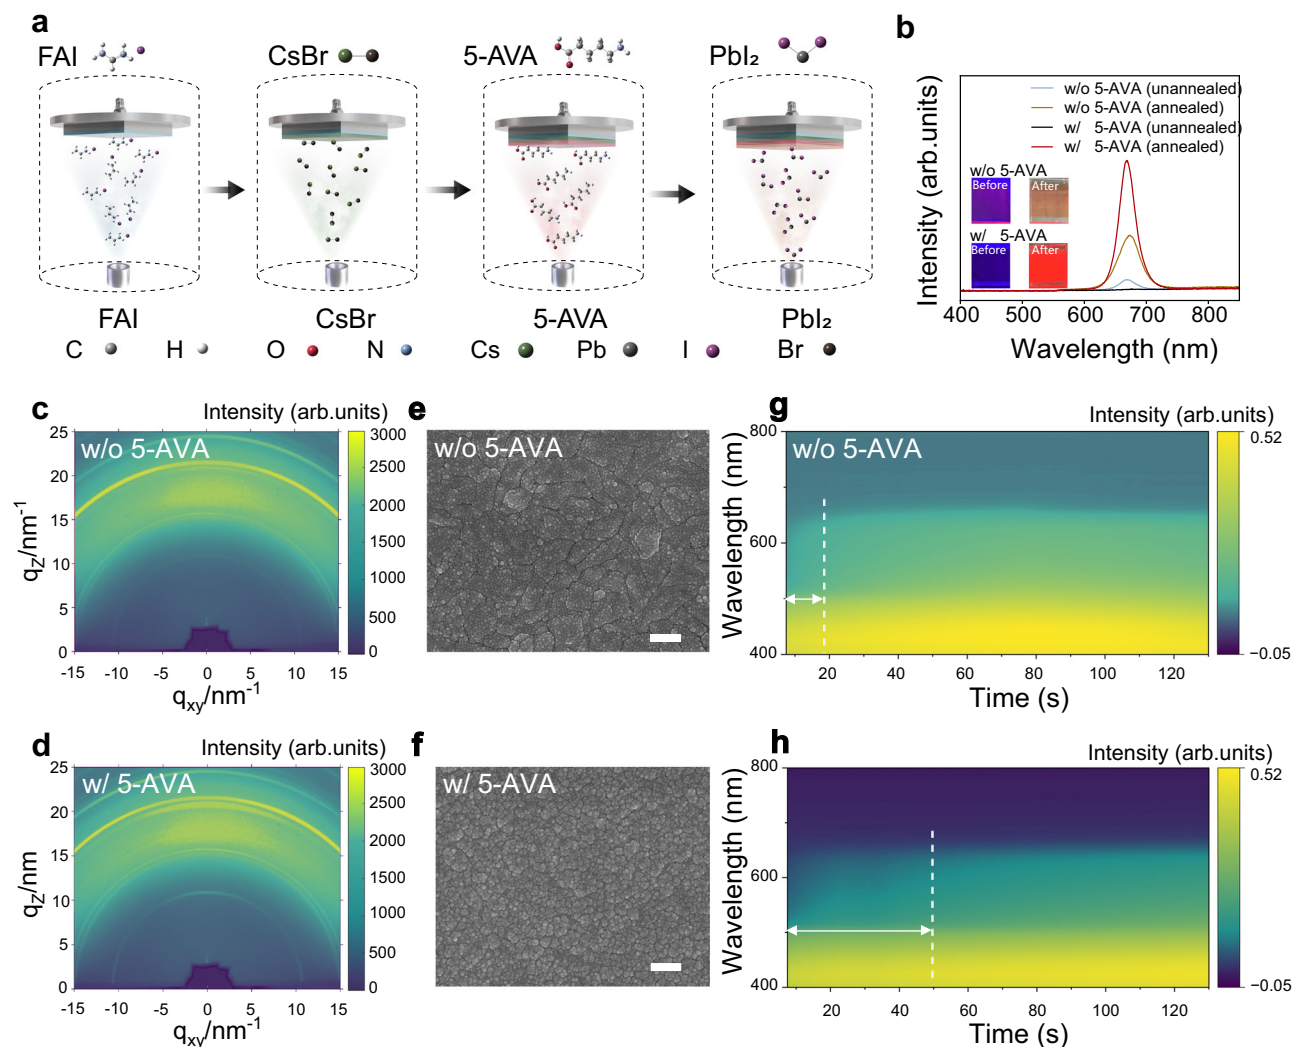 a
FAI
CsBr
5-AVA
PbI₂
FAI
CsBr
5-AVA
PbI₂
C
H
O
N
Cs
Pb
I
Br
b
Intensity (arb.units)
w/o 5-AVA (unannealed)
w/o 5-AVA (annealed)
w/ 5-AVA (unannealed)
w/ 5-AVA (annealed)
w/o 5-AVA
Before
After
w/ 5-AVA
Before
After
400
500
600
700
800
Wavelength (nm)
c
Intensity (arb.units)
w/o 5-AVA
25
20
15
10
5
0
qZ/nm-1
-15
-10
-5
0
5
10
15
qxy/nm-1
3000
2500
2000
1500
1000
500
0
e
w/o 5-AVA
g
Intensity (arb.units)
w/o 5-AVA
800
600
400
Wavelength (nm)
20
40
60
80
100
120
Time (s)
0.52
−0.05
d
Intensity (arb.units)
w/ 5-AVA
25
20
15
10
5
0
qZ/nm
-15
-10
-5
0
5
10
15
qxy/nm-1
3000
2500
2000
1500
1000
500
0
f
w/ 5-AVA
h
Intensity (arb.units)
800
600
400
Wavelength (nm)
20
40
60
80
100
120
Time (s)
0.52
−0.05